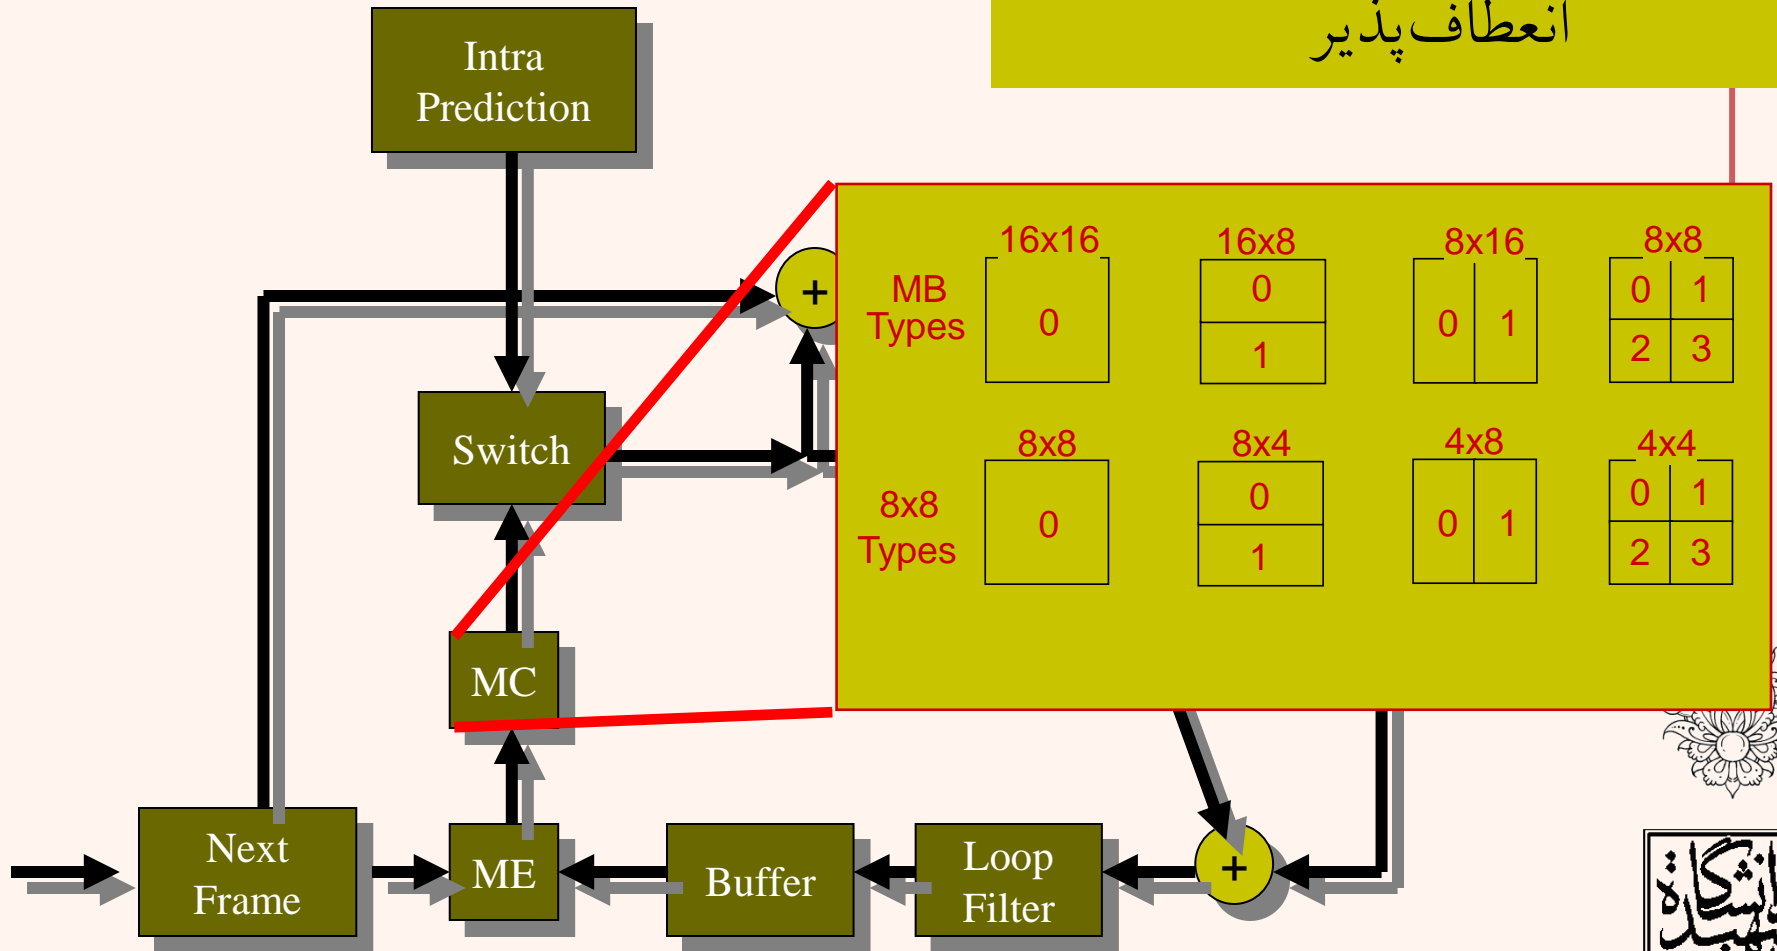 انعطاف‌پذیر
Intra
Prediction
+
16x16
16x8
8x16
8x8
MB
Types
0
0
1
0 1
0 1
2 3
8x8
8x4
4x8
4x4
8x8
Types
0
0
1
0 1
0 1
2 3
Switch
MC
Next
Frame
ME
Buffer
Loop
Filter
+